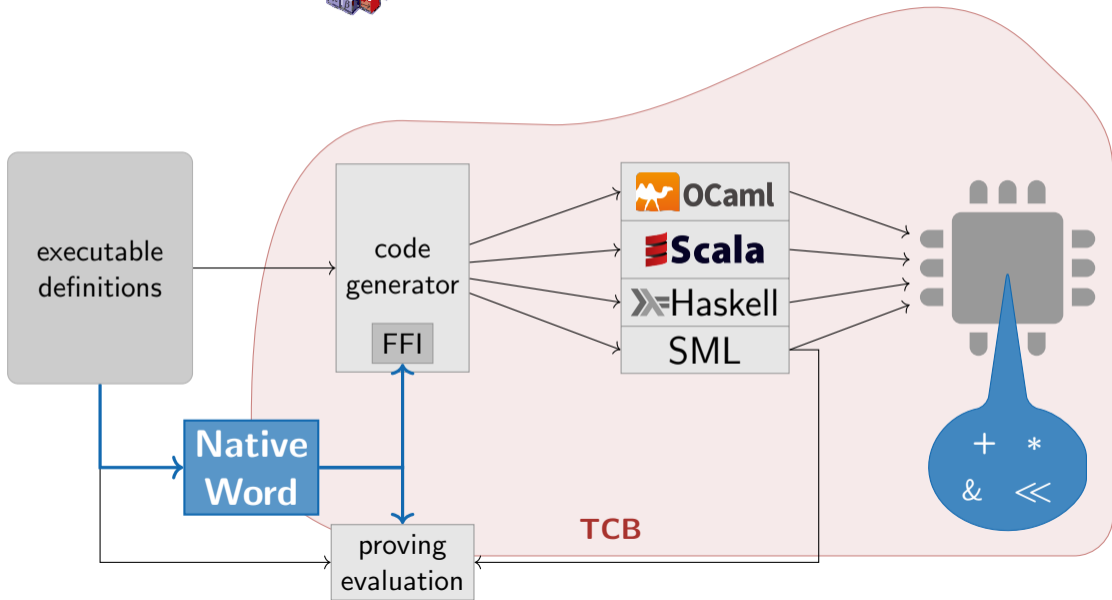 executable
definitions
code
generator
FFI
OCaml
Scala
Haskell
SML
Native
Word
proving
evaluation
TCB
+ *
& ≪